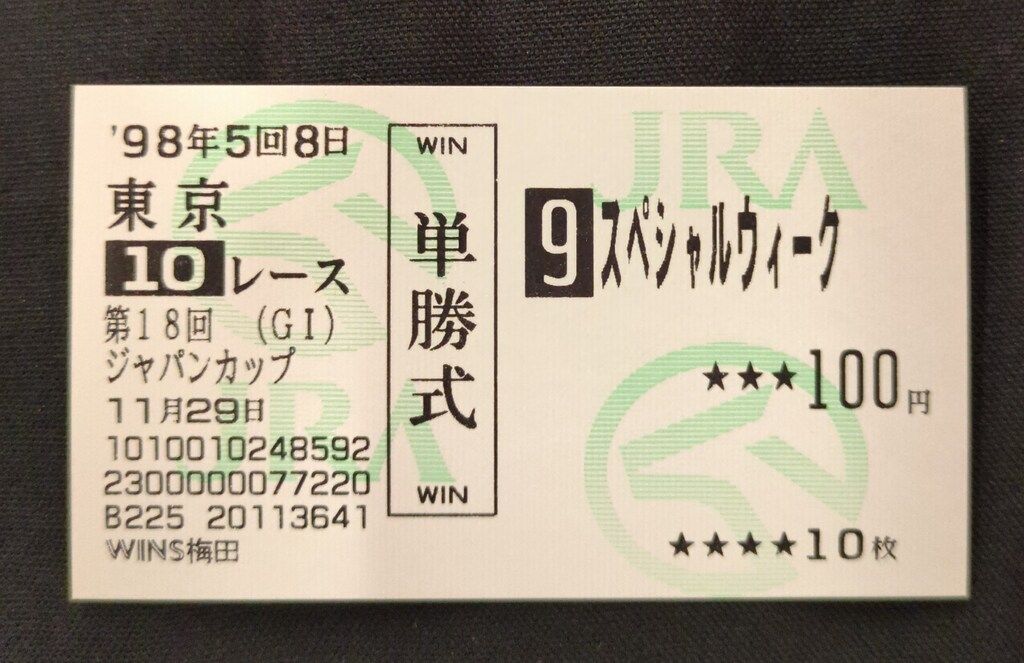 '98年5回8日
東京
10レース
第18回 (GI)
ジャパンカップ
11月29日
1010010248592
2300000077220
B225 20113641
WINS梅田
WIN
単勝式
WIN
JRA
9 スペシャルウィーク
★★★100円
★★★★10枚
JRA